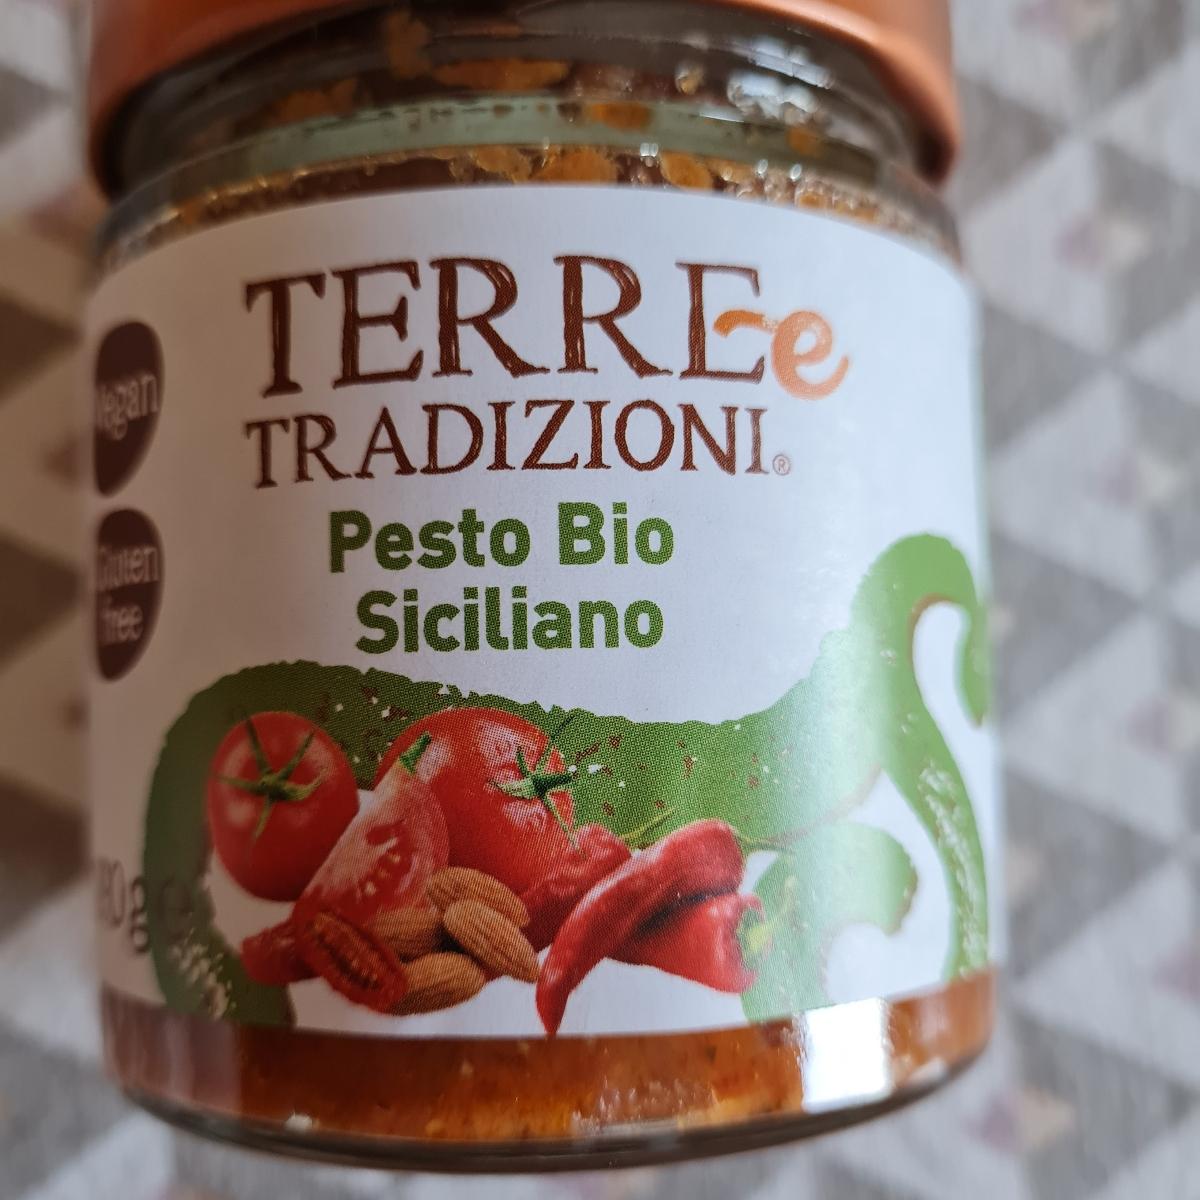 TERRE e
TRADIZIONI®
Pesto Bio
Siciliano
Vegan
Gluten
free